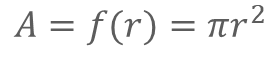 A = f(r) = πr²